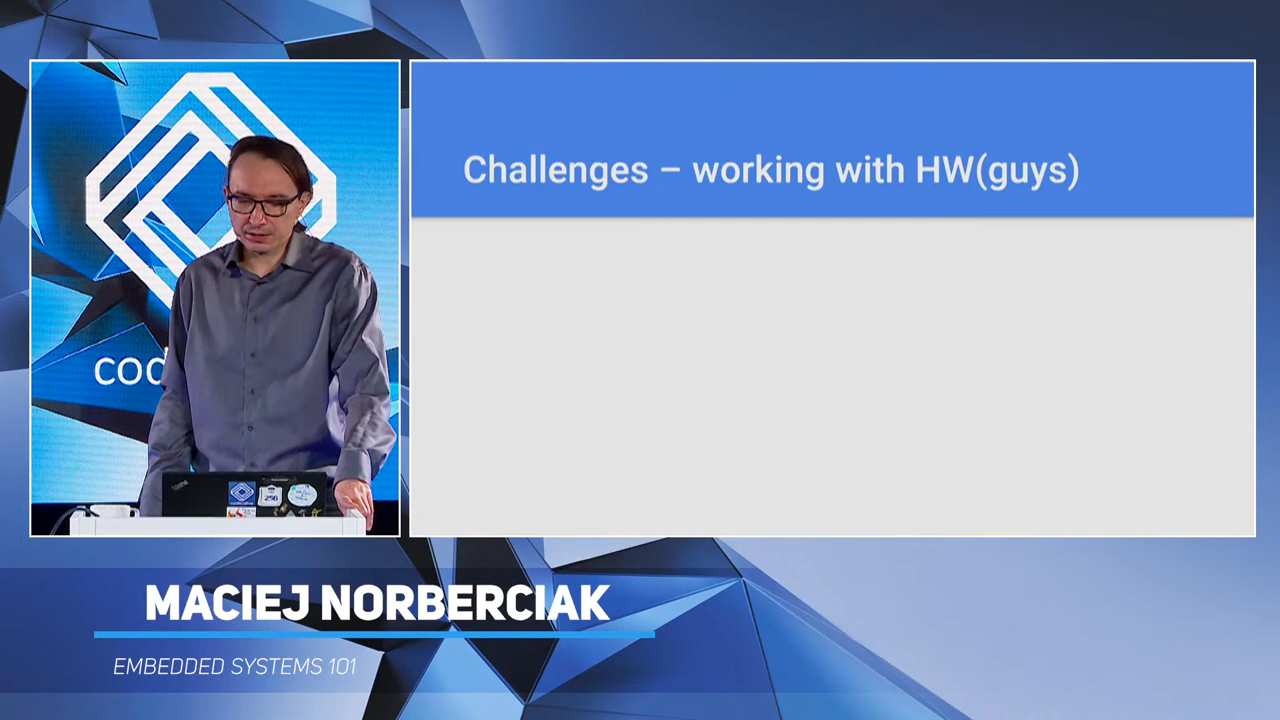 Challenges – working with HW(guys)
cod
MACIEJ NORBERCIAK
EMBEDDED SYSTEMS 101